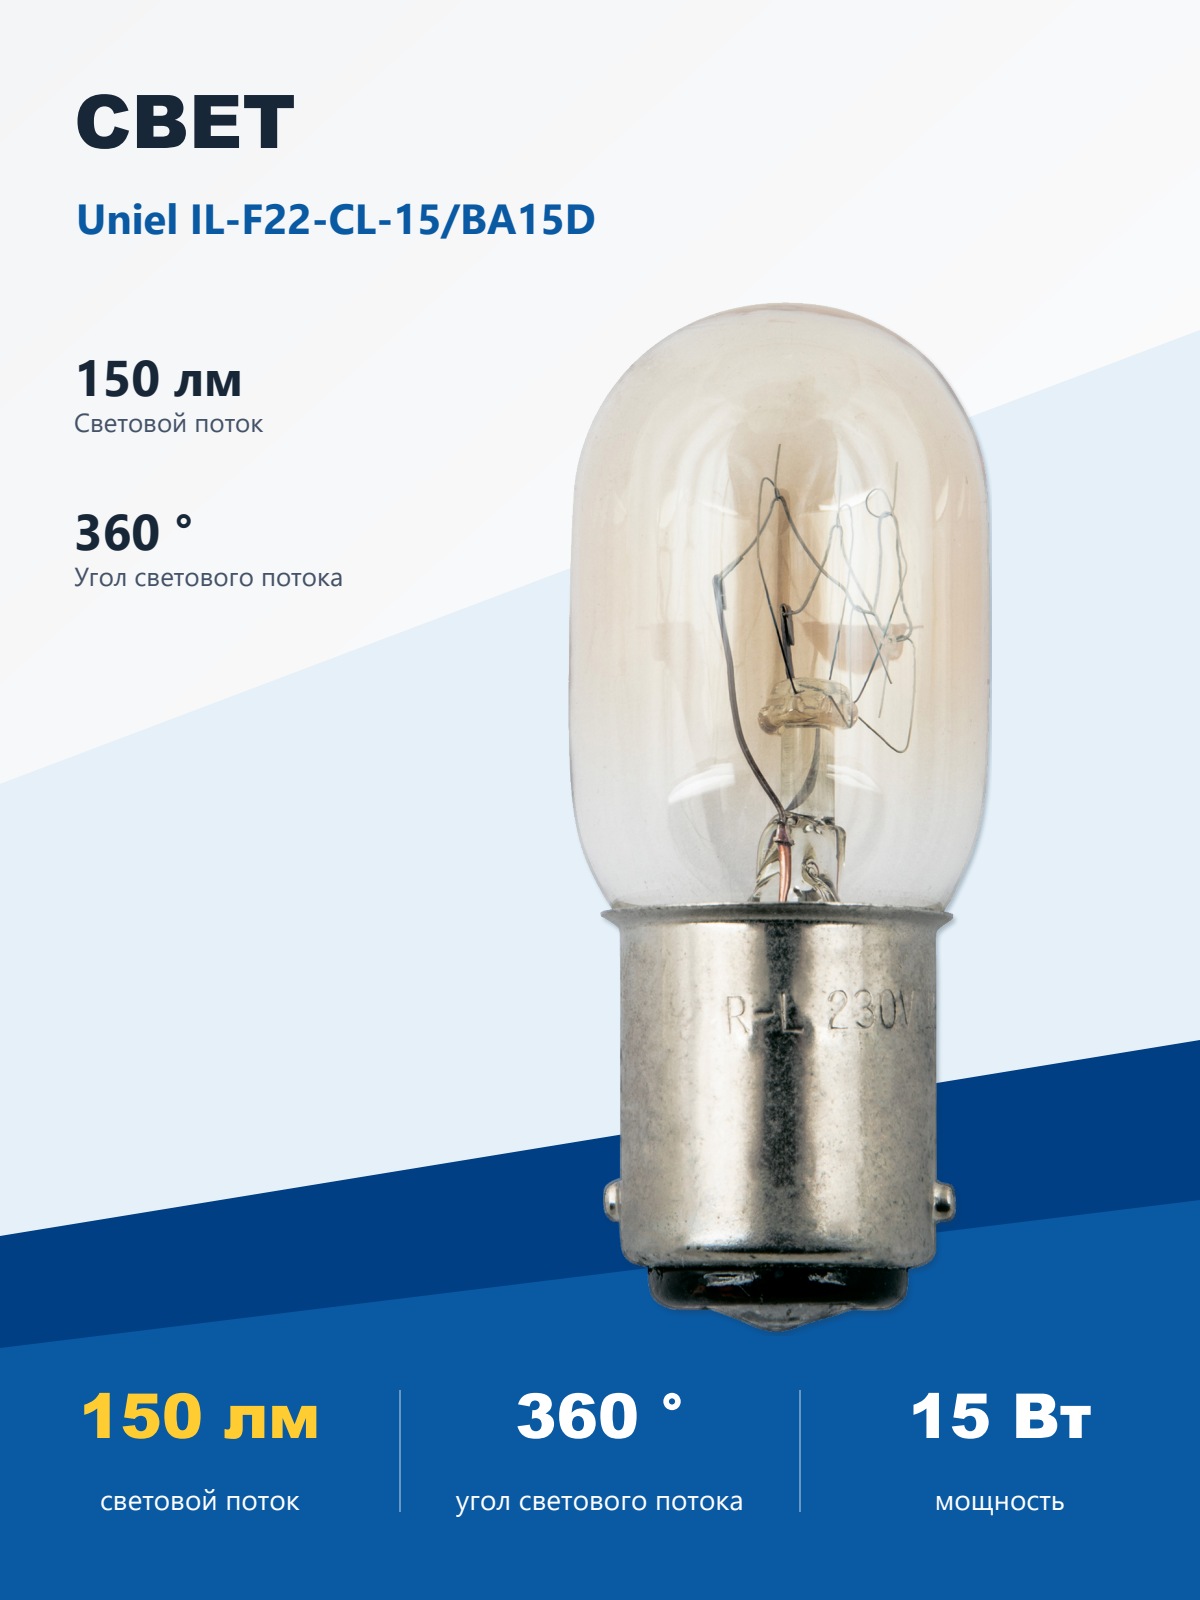 СВЕТ
Uniel IL-F22-CL-15/BA15D
150 лм
Световой поток
360 °
Угол светового потока
R-L 230V
150 лм
световой поток
360 °
угол светового потока
15 Вт
мощность